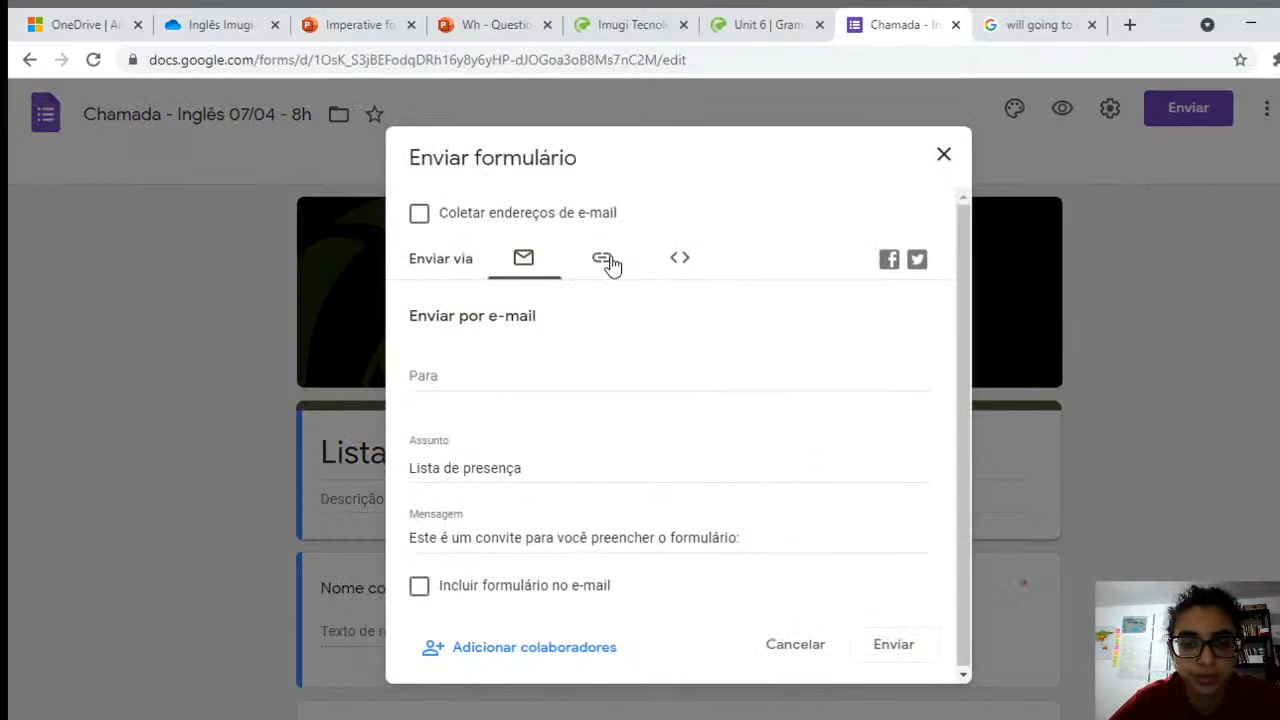 OneDrive | Ar
Inglês Imugi -
Imperative fo
Wh - Questio
Imugi Tecnol
Unit 6 | Gram
Chamada - In
will going to
docs.google.com/forms/d/1OsK_S3jBEFodqDRh16y8y6yHP-dJOGoa3oB8Ms7nC2M/edit
Chamada - Inglês 07/04 - 8h
Enviar
Enviar formulário
Coletar endereços de e-mail
Enviar via
Enviar por e-mail
Para
Assunto
Lista de presença
Mensagem
Este é um convite para você preencher o formulário:
Incluir formulário no e-mail
Adicionar colaboradores
Cancelar
Enviar
Lista
Descrição
Nome co
Texto de r